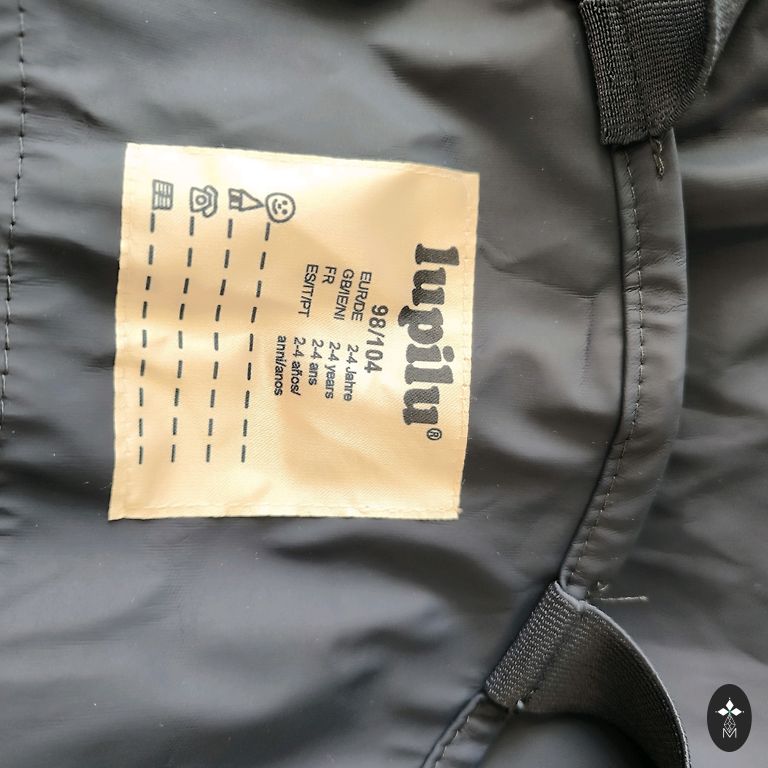 lupilu®
98/104
EUR/DE 2-4 Jahre
GB/IE/NI 2-4 years
FR 2-4 ans
ES/IT/PT 2-4 años/
anni/anos
M